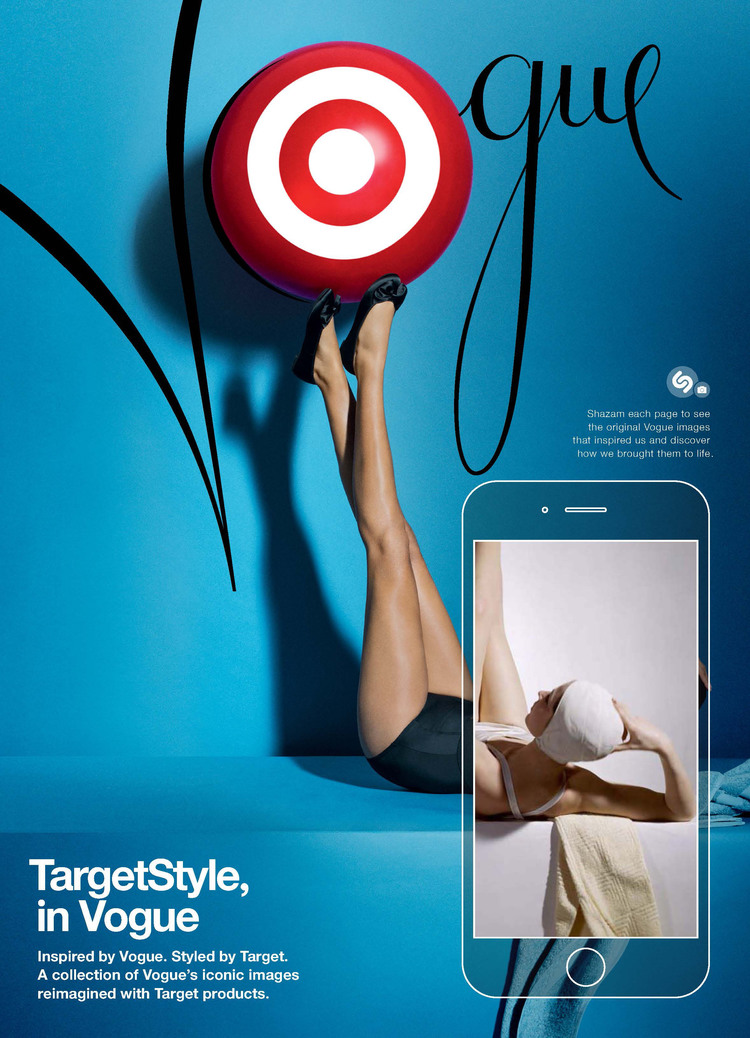 Vogue
Shazam each page to see
the original Vogue images
that inspired us and discover
how we brought them to life.
TargetStyle,
in Vogue
Inspired by Vogue. Styled by Target.
A collection of Vogue's iconic images
reimagined with Target products.